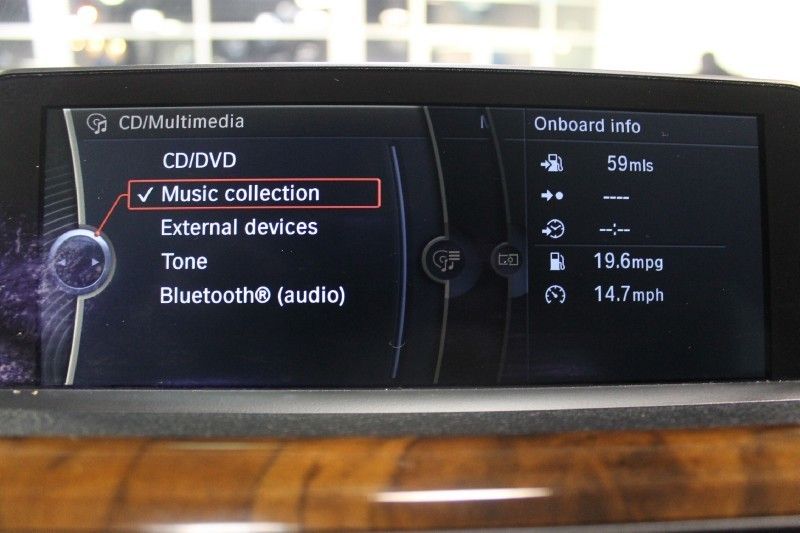 CD/Multimedia
CD/DVD
✓ Music collection
External devices
Tone
Bluetooth® (audio)
Onboard info
59mls
----
--:--
19.6mpg
14.7mph